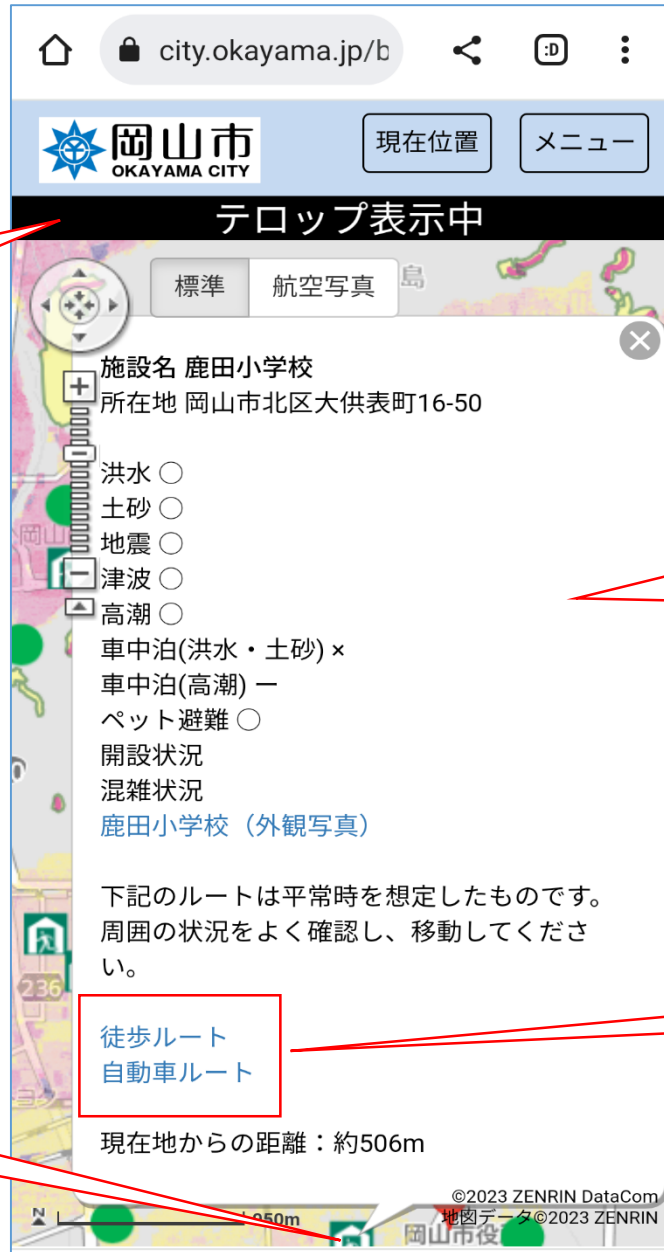 city.okayama.jp/b
:D
岡山市
OKAYAMA CITY
現在位置
メニュー
テロップ表示中
標準
航空写真
島
施設名 鹿田小学校
所在地 岡山市北区大供表町16-50
洪水 〇
土砂 〇
地震 〇
津波 〇
高潮 〇
車中泊(洪水・土砂) ×
車中泊(高潮) ー
ペット避難 〇
開設状況
混雑状況
鹿田小学校（外観写真）
下記のルートは平常時を想定したものです。
周囲の状況をよく確認し、移動してくださ
い。
徒歩ルート
自動車ルート
現在地からの距離：約506m
岡山
236
©2023 ZENRIN DataCom
地図データ©2023 ZENRIN
N
950m
岡山市役